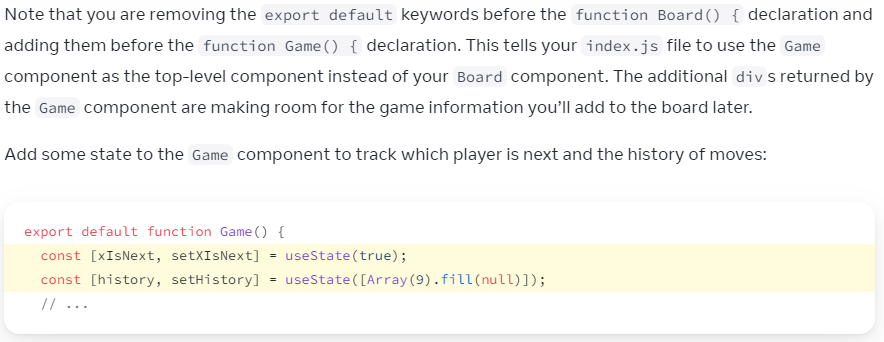 Note that you are removing the export default keywords before the function Board() { declaration and
adding them before the function Game() { declaration. This tells your index.js file to use the Game
component as the top-level component instead of your Board component. The additional div s returned by
the Game component are making room for the game information you’ll add to the board later.
Add some state to the Game component to track which player is next and the history of moves:
export default function Game() {
  const [xIsNext, setXIsNext] = useState(true);
  const [history, setHistory] = useState([Array(9).fill(null)]);
  // ...